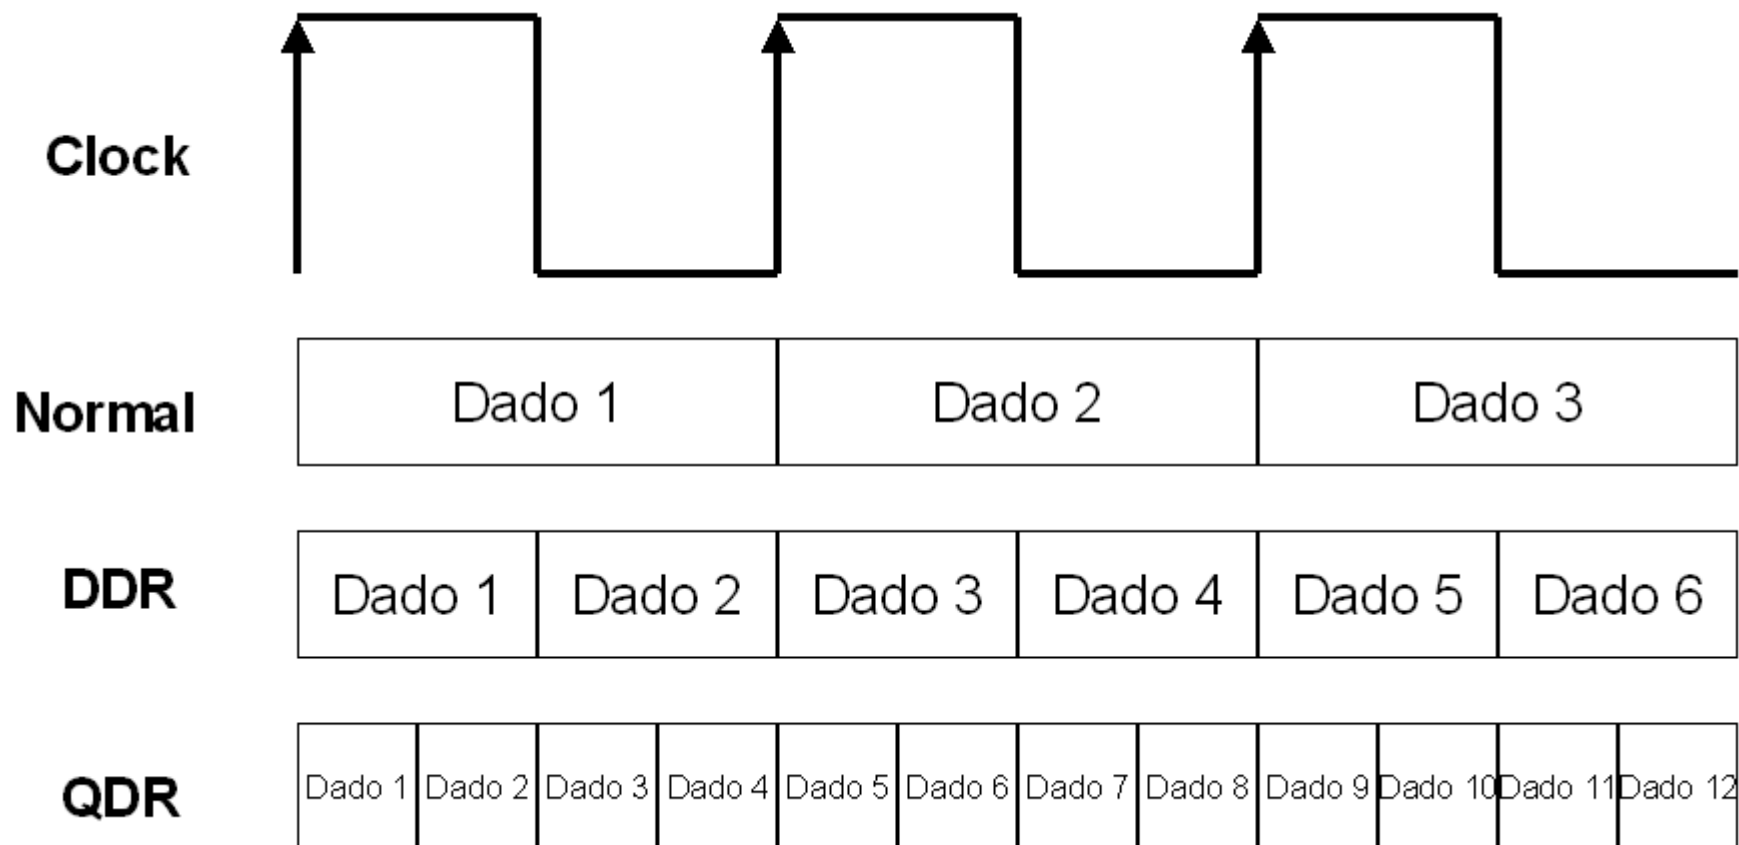 Clock
Normal Dado 1 Dado 2 Dado 3
DDR Dado 1 Dado 2 Dado 3 Dado 4 Dado 5 Dado 6
QDR Dado 1 Dado 2 Dado 3 Dado 4 Dado 5 Dado 6 Dado 7 Dado 8 Dado 9 Dado 10 Dado 11 Dado 12